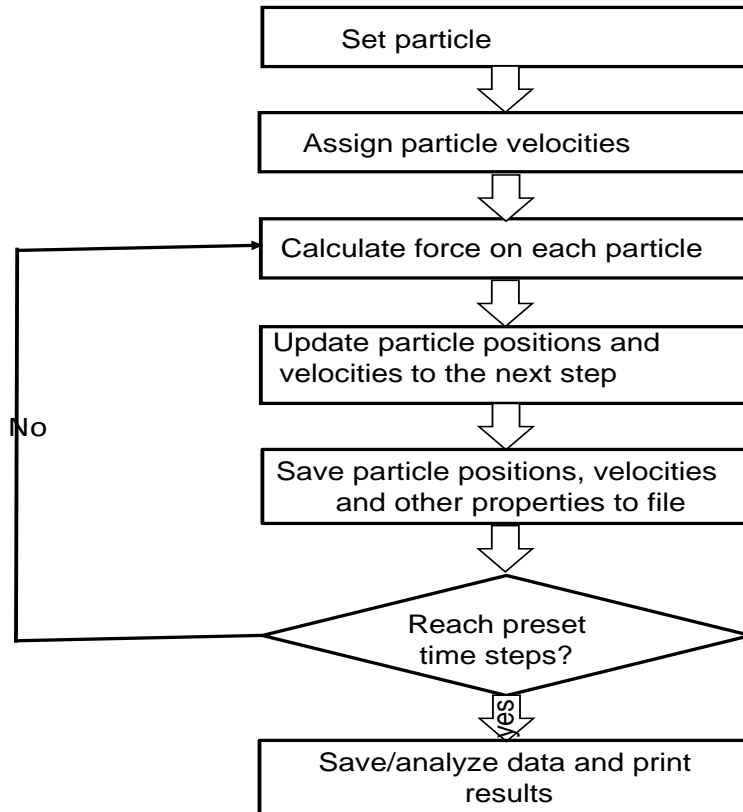 Set particle
Assign particle velocities
Calculate force on each particle
Update particle positions and
velocities to the next step
No
Save particle positions, velocities
and other properties to file
Reach preset
time steps?
yes
Save/analyze data and print
results